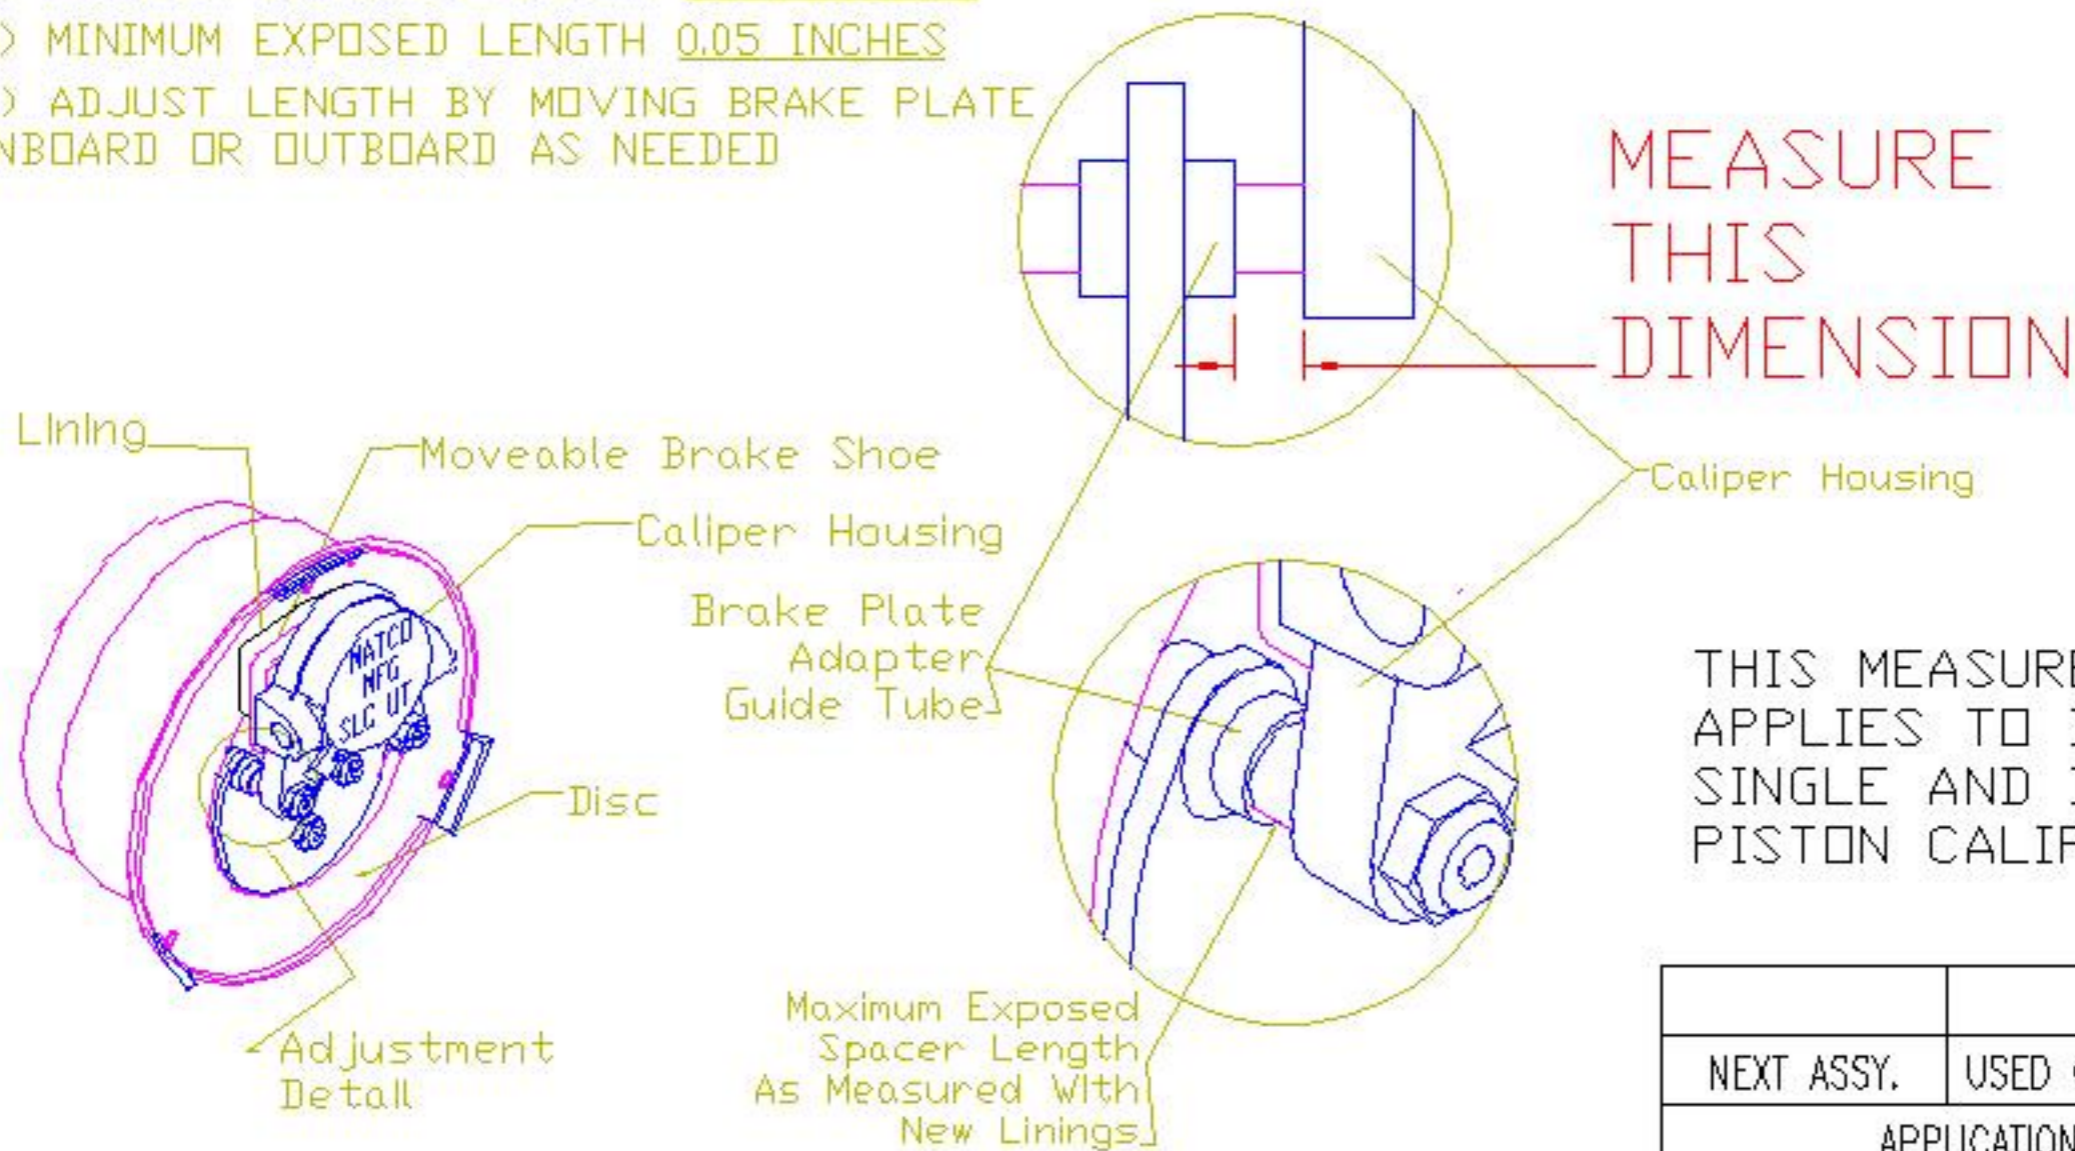 ) MINIMUM EXPOSED LENGTH 0.05 INCHES
) ADJUST LENGTH BY MOVING BRAKE PLATE
NBOARD OR OUTBOARD AS NEEDED
MEASURE
THIS
DIMENSION
Lining
Moveable Brake Shoe
Caliper Housing
Caliper Housing
Brake Plate
Adapter
Guide Tube
MATCO
MFG
SLC UT
Disc
THIS MEASURE
APPLIES TO
SINGLE AND
PISTON CALIP
Adjustment
Detail
Maximum Exposed
Spacer Length
As Measured With
New Linings
NEXT ASSY.
USED
APPLICATION